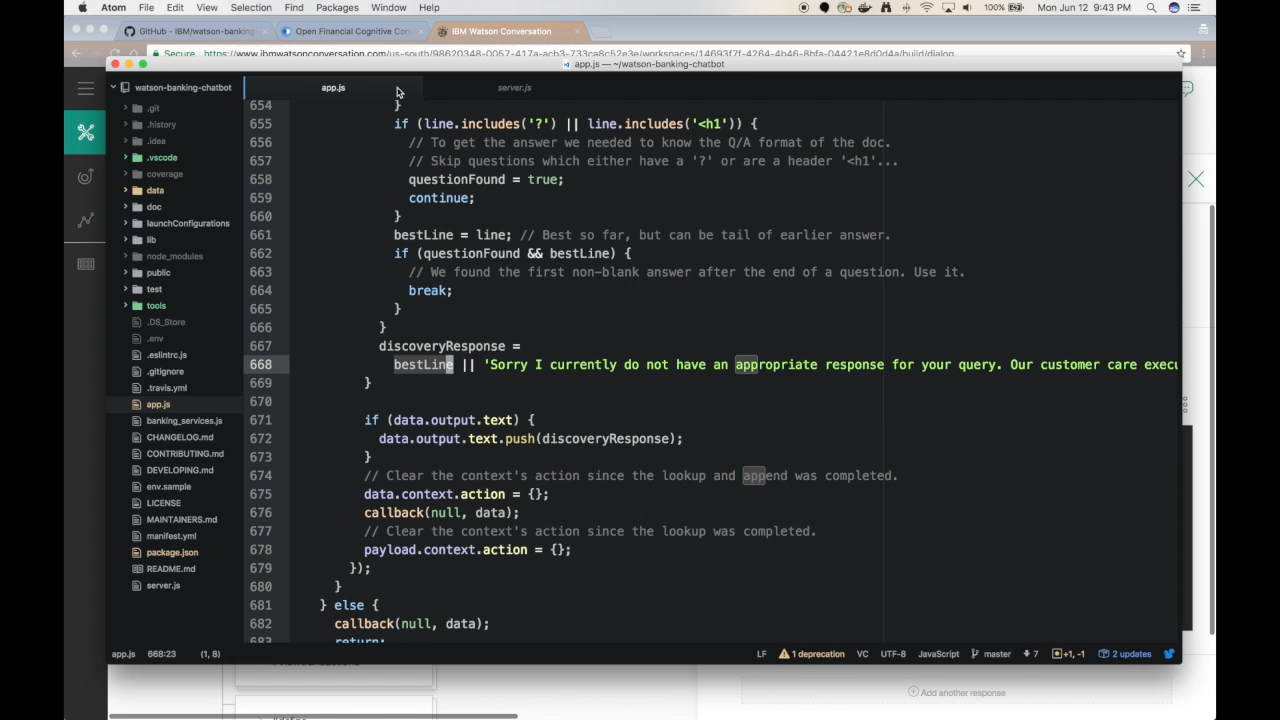 Atom File Edit View Selection Find Packages Window Help 100% Mon Jun 12 9:43 PM
GitHub - IBM/watson-banking- Open Financial Cognitive Con IBM Watson Conversation
Secure https://www.ibmwatsonconversation.com/us-south/98620348-0057-417a-acb3-733ca8c52e3e/workspaces/14693f7f-4264-4b46-8bfa-04421e8d0d4a/build/dialog
app.js — ~/watson-banking-chatbot
watson-banking-chatbot
.git
.history
.idea
.vscode
coverage
data
doc
launchConfigurations
lib
node_modules
public
test
tools
.DS_Store
.env
.eslintrc.js
.gitignore
.travis.yml
app.js
banking_services.js
CHANGELOG.md
CONTRIBUTING.md
DEVELOPING.md
env.sample
LICENSE
MAINTAINERS.md
manifest.yml
package.json
README.md
server.js
app.js server.js
654 }
655 if (line.includes('?') || line.includes('<h1')) {
656 // To get the answer we needed to know the Q/A format of the doc.
657 // Skip questions which either have a '?' or are a header '<h1'...
658 questionFound = true;
659 continue;
660 }
661 bestLine = line; // Best so far, but can be tail of earlier answer.
662 if (questionFound && bestLine) {
663 // We found the first non-blank answer after the end of a question. Use it.
664 break;
665 }
666 }
667 discoveryResponse =
668 bestLine || 'Sorry I currently do not have an appropriate response for your query. Our customer care execu
669 }
670
671 if (data.output.text) {
672 data.output.text.push(discoveryResponse);
673 }
674 // Clear the context's action since the lookup and append was completed.
675 data.context.action = {};
676 callback(null, data);
677 // Clear the context's action since the lookup was completed.
678 payload.context.action = {};
679 });
680 }
681 } else {
682 callback(null, data);
683 return;
app.js 668:23 (1, 8) LF 1 deprecation VC UTF-8 JavaScript master 7 +1, -1 2 updates
Add another response
#define